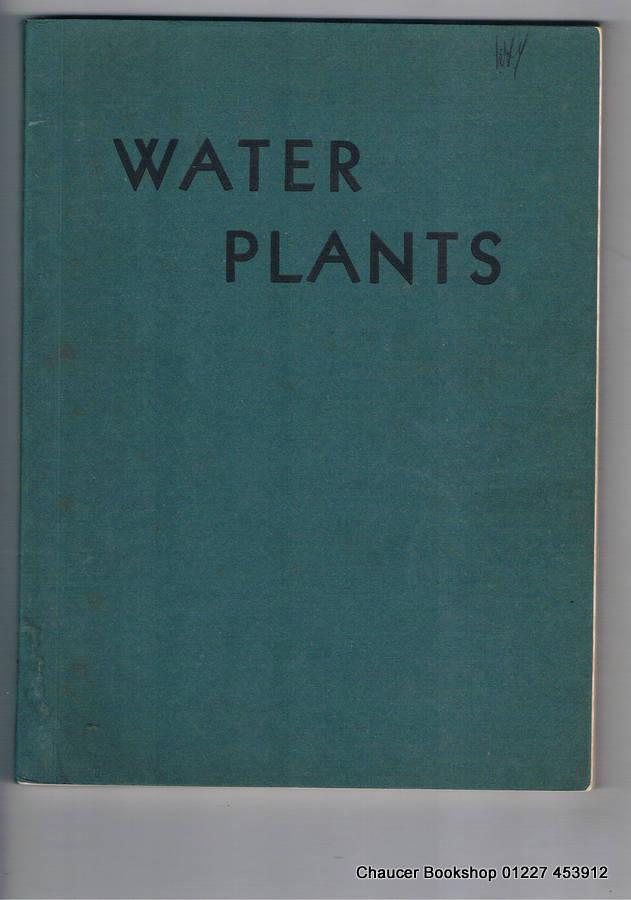 WATER
PLANTS
Chaucer Bookshop 01227 453912